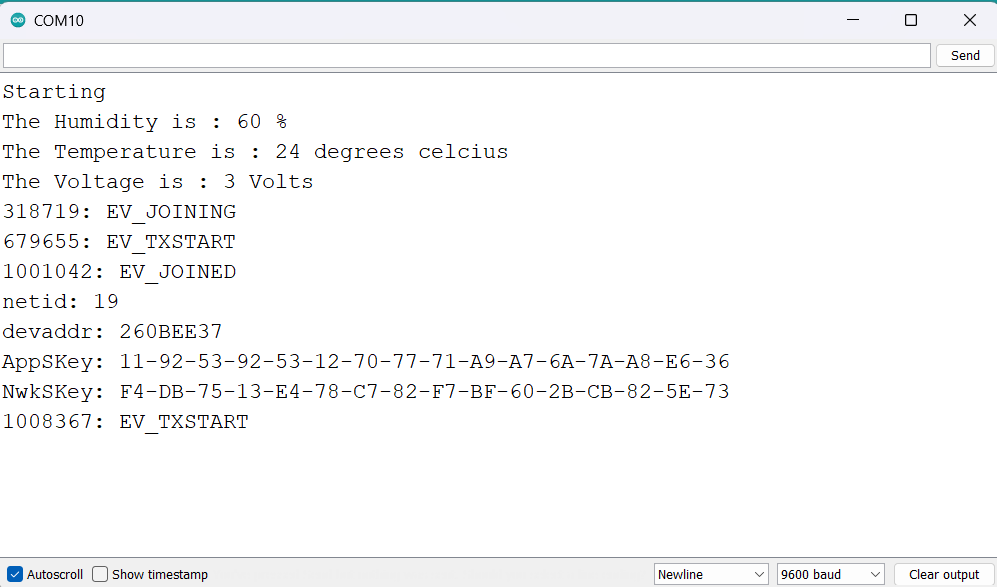 COM10
Send
Starting
The Humidity is : 60 %
The Temperature is : 24 degrees celcius
The Voltage is : 3 Volts
318719: EV_JOINING
679655: EV_TXSTART
1001042: EV_JOINED
netid: 19
devaddr: 260BEE37
AppSKey: 11-92-53-92-53-12-70-77-71-A9-A7-6A-7A-A8-E6-36
NwkSKey: F4-DB-75-13-E4-78-C7-82-F7-BF-60-2B-CB-82-5E-73
1008367: EV_TXSTART
Autoscroll Show timestamp Newline 9600 baud Clear output